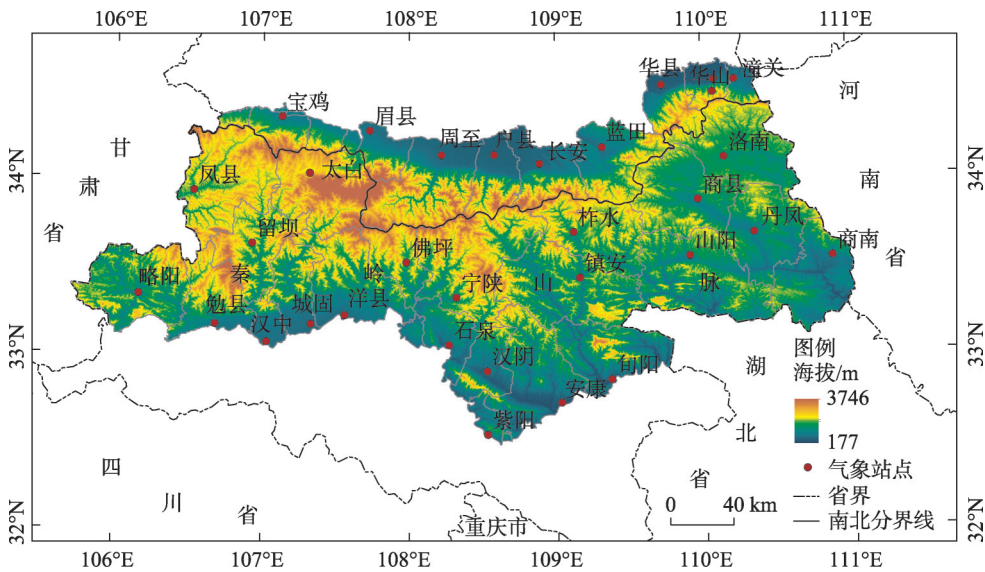 106°E 107°E 108°E 109°E 110°E 111°E
华县 华山 潼关
河
宝鸡 眉县
周至 户县 长安 蓝田
甘 洛南
34°N 34°N
肃 凤县 太白 南
商县
省 留坝 柞水 丹凤
佛坪 山阳 商南 省
略阳 秦 岭 宁陕 山 镇安 脉
勉县 城固 洋县
汉中 石泉
33°N 33°N
汉阴 旬阳 湖
图例
海拔/m
安康
紫阳 北
3746
177
四 省
气象站点
川 0 40 km 省界
省 重庆市 南北分界线
32°N 32°N
106°E 107°E 108°E 109°E 110°E 111°E